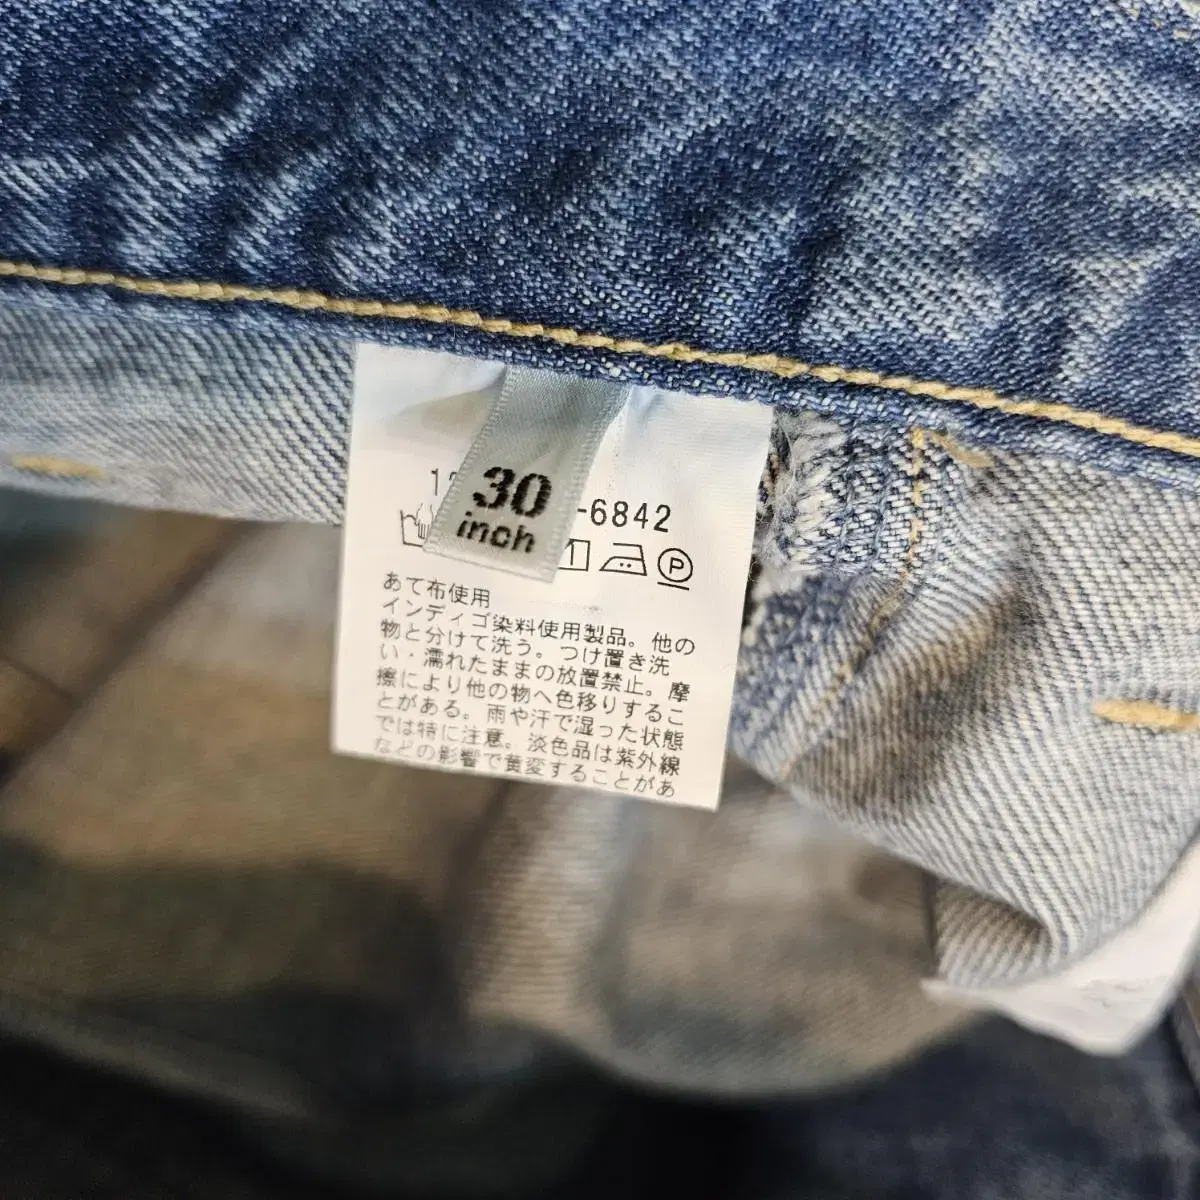 30
inch
-6842
P
あて布使用
インディゴ染料使用製品。他の
物と分けて洗う。つけ置き洗
い・濡れたままの放置禁止。摩
擦により他の物へ色移りするこ
とがある。雨や汗で湿った状態
では特に注意。淡色品は紫外線
などの影響で黄変することがあ